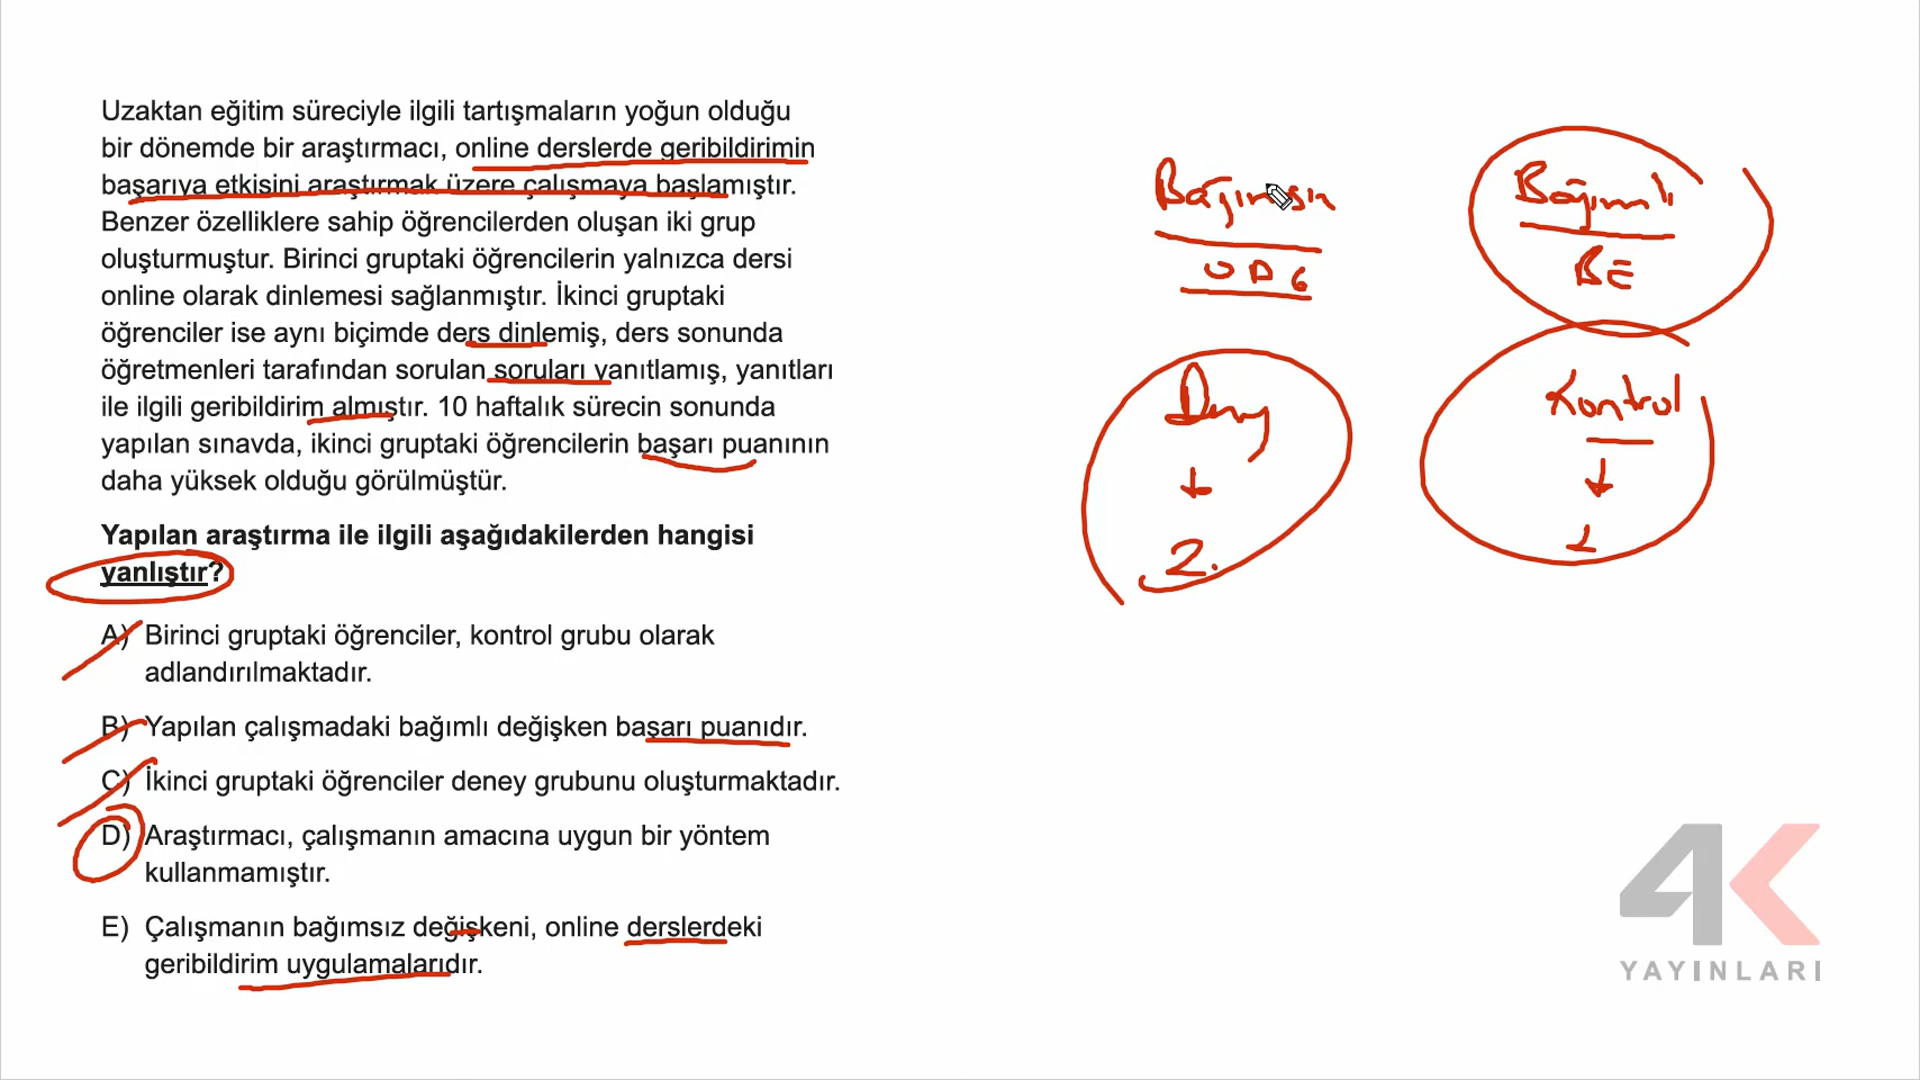 Uzaktan eğitim süreciyle ilgili tartışmaların yoğun olduğu
bir dönemde bir araştırmacı, online derslerde geribildirimin
başarıya etkisini araştırmak üzere çalışmaya başlamıştır.
Benzer özelliklere sahip öğrencilerden oluşan iki grup
oluşturmuştur. Birinci gruptaki öğrencilerin yalnızca dersi
online olarak dinlemesi sağlanmıştır. İkinci gruptaki
öğrenciler ise aynı biçimde ders dinlemiş, ders sonunda
öğretmenleri tarafından sorulan soruları yanıtlamış, yanıtları
ile ilgili geribildirim almıştır. 10 haftalık sürecin sonunda
yapılan sınavda, ikinci gruptaki öğrencilerin başarı puanının
daha yüksek olduğu görülmüştür.
Yapılan araştırma ile ilgili aşağıdakilerden hangisi
yanlıştır?
A) Birinci gruptaki öğrenciler, kontrol grubu olarak
adlandırılmaktadır.
B) Yapılan çalışmadaki bağımlı değişken başarı puanıdır.
C) İkinci gruptaki öğrenciler deney grubunu oluşturmaktadır.
D) Araştırmacı, çalışmanın amacına uygun bir yöntem
kullanmamıştır.
E) Çalışmanın bağımsız değişkeni, online derslerdeki
geribildirim uygulamalarıdır.
Bağımlı
BE
Kontrol
1
Deney
2.
4K
YAYINLARI